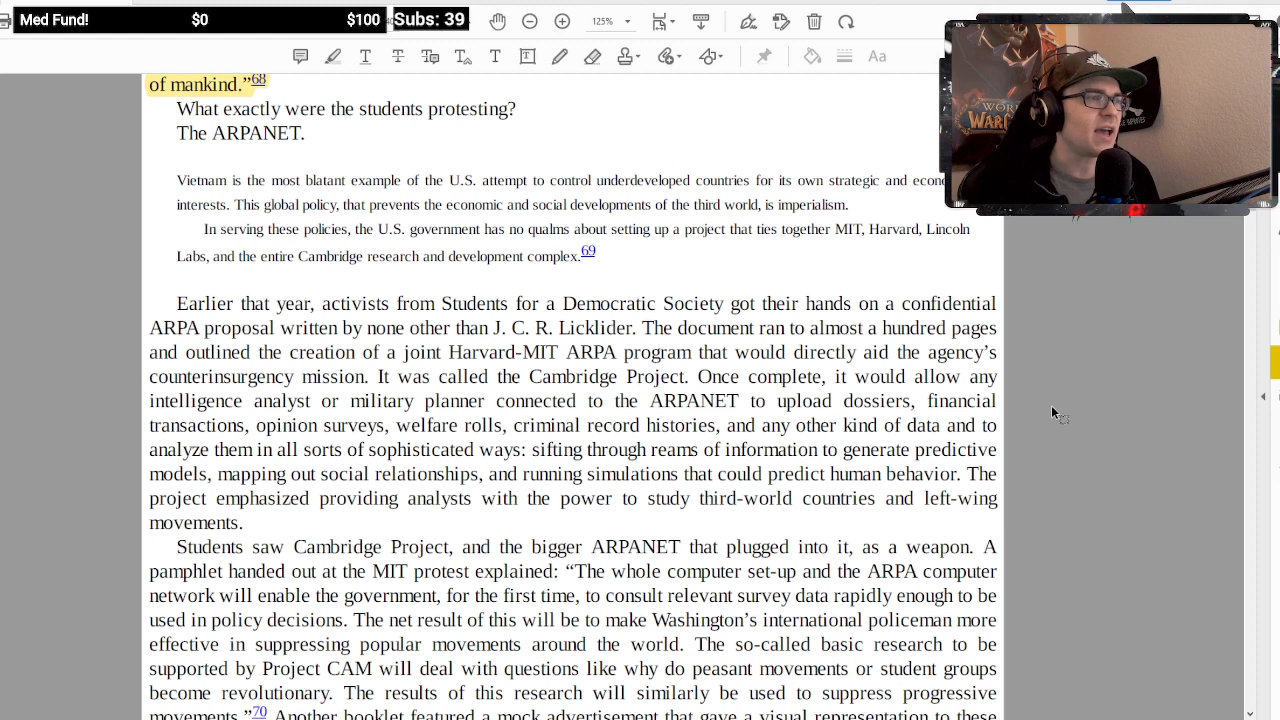 Med Fund! $0 $100 Subs: 39 125%
of mankind.”68
What exactly were the students protesting?
The ARPANET.
Vietnam is the most blatant example of the U.S. attempt to control underdeveloped countries for its own strategic and
interests. This global policy, that prevents the economic and social developments of the third world, is imperialism.
In serving these policies, the U.S. government has no qualms about setting up a project that ties together MIT, Harvard, Lincoln
Labs, and the entire Cambridge research and development complex.69
Earlier that year, activists from Students for a Democratic Society got their hands on a confidential
ARPA proposal written by none other than J. C. R. Licklider. The document ran to almost a hundred pages
and outlined the creation of a joint Harvard-MIT ARPA program that would directly aid the agency’s
counterinsurgency mission. It was called the Cambridge Project. Once complete, it would allow any
intelligence analyst or military planner connected to the ARPANET to upload dossiers, financial
transactions, opinion surveys, welfare rolls, criminal record histories, and any other kind of data and to
analyze them in all sorts of sophisticated ways: sifting through reams of information to generate predictive
models, mapping out social relationships, and running simulations that could predict human behavior. The
project emphasized providing analysts with the power to study third-world countries and left-wing
movements.
Students saw Cambridge Project, and the bigger ARPANET that plugged into it, as a weapon. A
pamphlet handed out at the MIT protest explained: “The whole computer set-up and the ARPA computer
network will enable the government, for the first time, to consult relevant survey data rapidly enough to be
used in policy decisions. The net result of this will be to make Washington’s international policeman more
effective in suppressing popular movements around the world. The so-called basic research to be
supported by Project CAM will deal with questions like why do peasant movements or student groups
become revolutionary. The results of this research will similarly be used to suppress progressive
movements.”70 Another booklet featured a mock advertisement that gave a visual representation to these